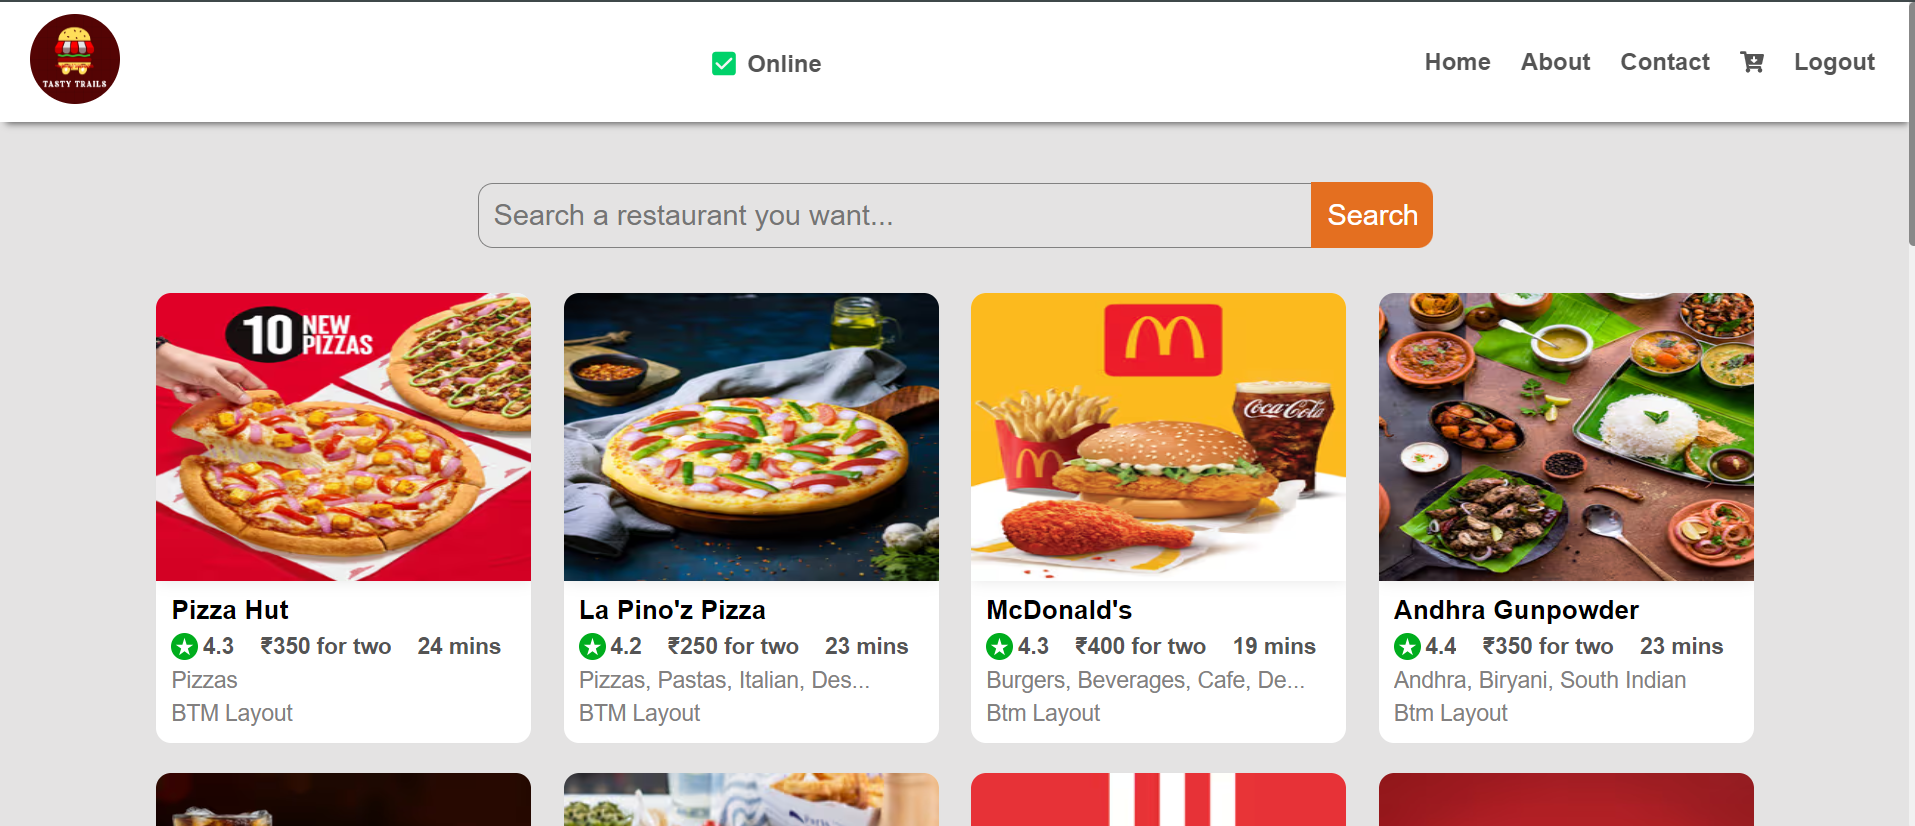 TASTY TRAILS
Online
Home
About
Contact
Logout
Search a restaurant you want...
Search
10 NEW
PIZZAS
Coca-Cola
Pizza Hut
4.3 ₹350 for two 24 mins
Pizzas
BTM Layout
La Pino'z Pizza
4.2 ₹250 for two 23 mins
Pizzas, Pastas, Italian, Des...
BTM Layout
McDonald's
4.3 ₹400 for two 19 mins
Burgers, Beverages, Cafe, De...
Btm Layout
Andhra Gunpowder
4.4 ₹350 for two 23 mins
Andhra, Biryani, South Indian
Btm Layout